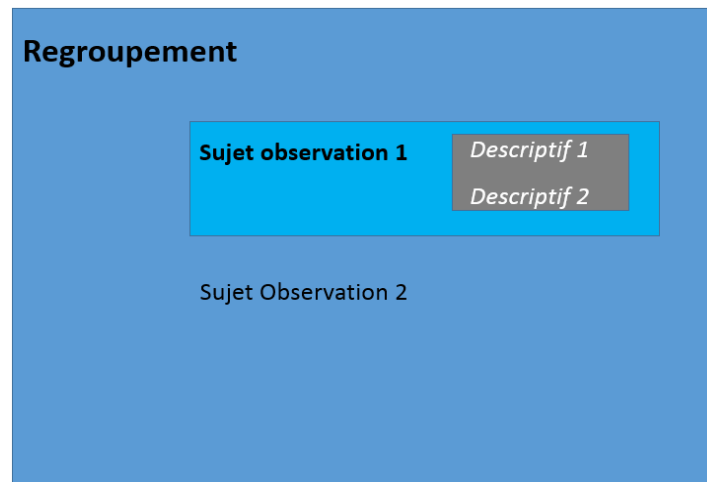 Regroupement
Sujet observation 1
Descriptif 1
Descriptif 2
Sujet Observation 2